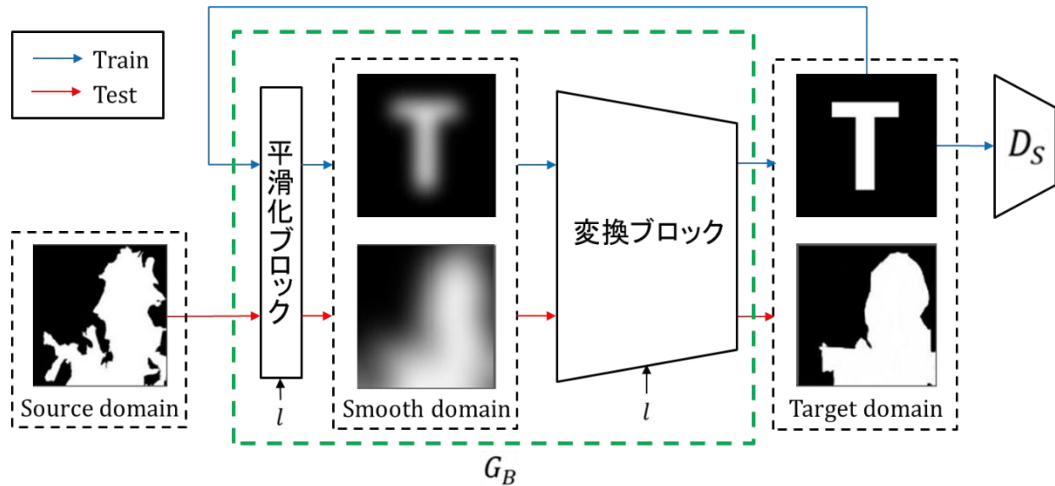 Train
Test
T
T
平滑化ブロック
変換ブロック
D_S
Source domain
l
Smooth domain
l
Target domain
G_B